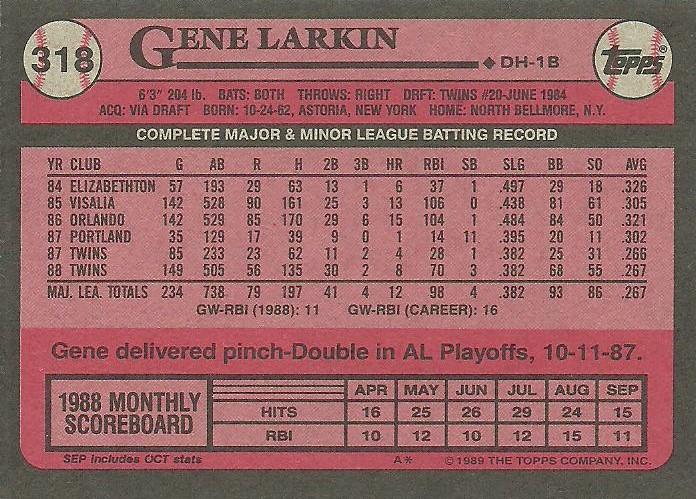 318
GENE LARKIN
DH-1B
TOPPS®
6'3" 204 lb. BATS: BOTH THROWS: RIGHT DRFT: TWINS #20-JUNE 1984
ACQ: VIA DRAFT BORN: 10-24-62, ASTORIA, NEW YORK HOME: NORTH BELLMORE, N.Y.
COMPLETE MAJOR & MINOR LEAGUE BATTING RECORD
YR CLUB G AB R H 2B 3B HR RBI SB SLG BB SO AVG
84 ELIZABETHTON 57 193 29 63 13 1 6 37 1 .497 29 18 .326
85 VISALIA 142 528 90 161 25 3 13 106 0 .438 81 61 .305
86 ORLANDO 142 529 85 170 29 6 15 104 1 .484 84 50 .321
87 PORTLAND 35 129 17 39 9 0 1 14 11 .395 20 11 .302
87 TWINS 85 233 23 62 11 2 4 28 1 .382 25 31 .266
88 TWINS 149 505 56 135 30 2 8 70 3 .382 68 55 .267
MAJ. LEA. TOTALS 234 738 79 197 41 4 12 98 4 .382 93 86 .267
GW-RBI (1988): 11 GW-RBI (CAREER): 16
Gene delivered pinch-Double in AL Playoffs, 10-11-87.
1988 MONTHLY SCOREBOARD
APR MAY JUN JUL AUG SEP
HITS 16 25 26 29 24 15
RBI 10 12 10 12 15 11
SEP includes OCT stats
A*
© 1989 THE TOPPS COMPANY, INC.